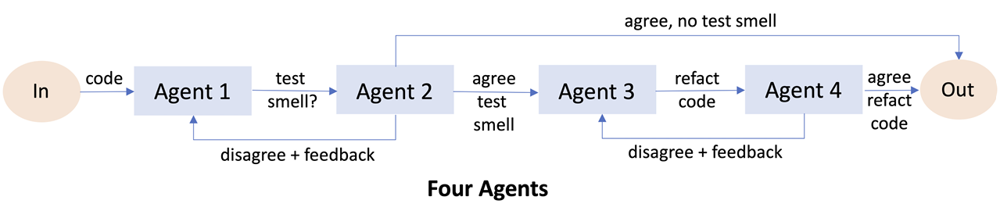 agree, no test smell
In
code
Agent 1
test
smell?
Agent 2
agree
test
smell
Agent 3
refact
code
Agent 4
agree
refact
code
Out
disagree + feedback
disagree + feedback
Four Agents